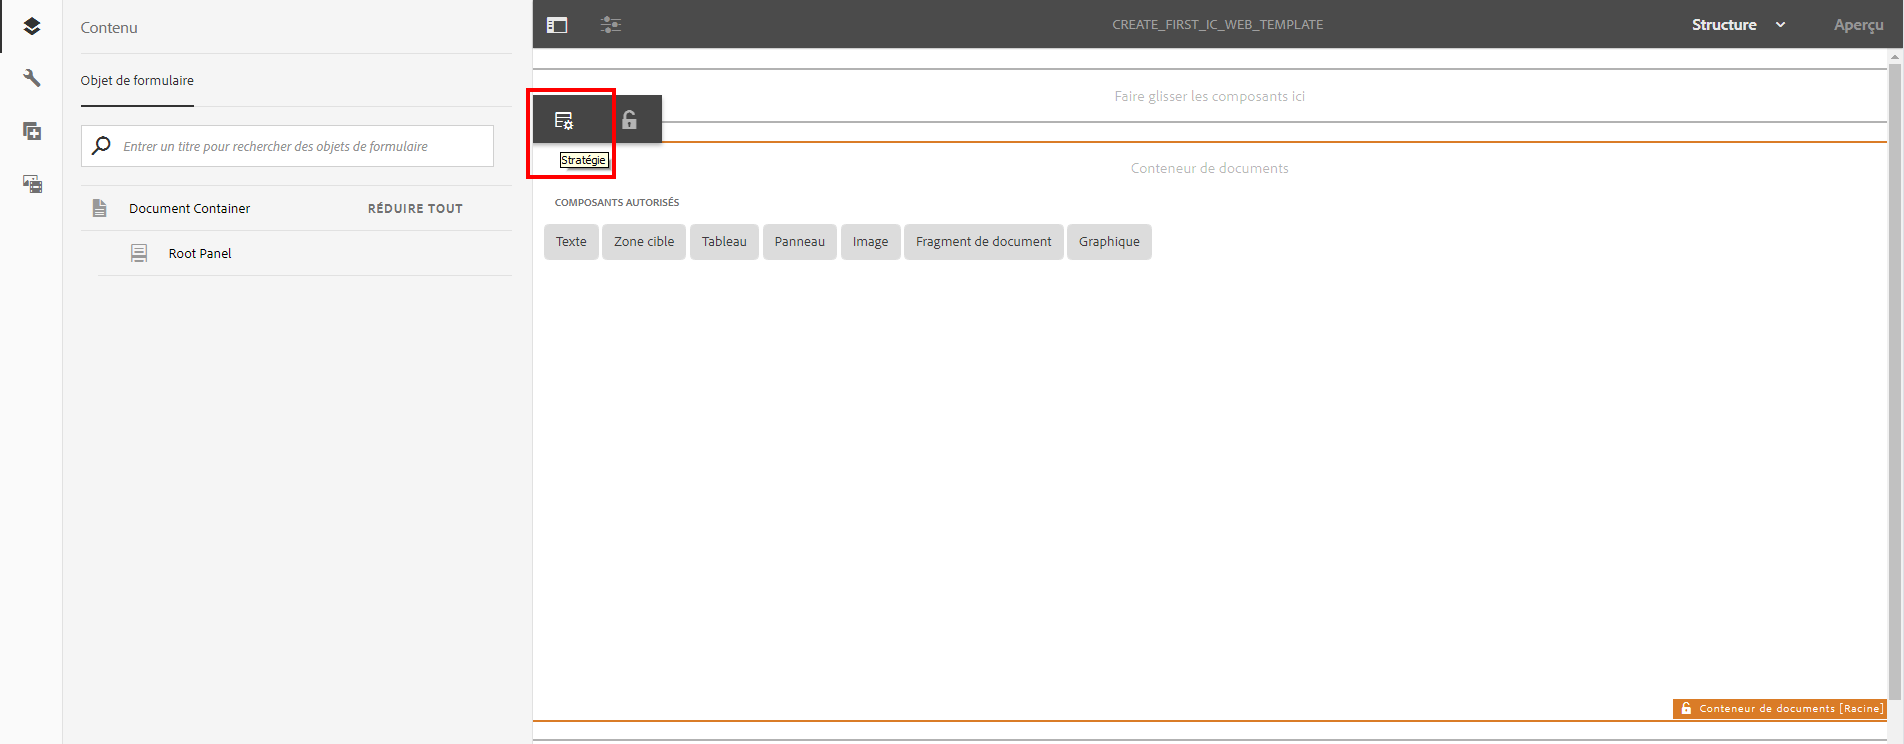 Contenu
Objet de formulaire
Entrer un titre pour rechercher des objets de formulaire
Document Container RÉDUIRE TOUT
Root Panel
CREATE_FIRST_IC_WEB_TEMPLATE Structure Aperçu
Faire glisser les composants ici
Stratégie
Conteneur de documents
COMPOSANTS AUTORISÉS
Texte Zone cible Tableau Panneau Image Fragment de document Graphique
Conteneur de documents [Racine]